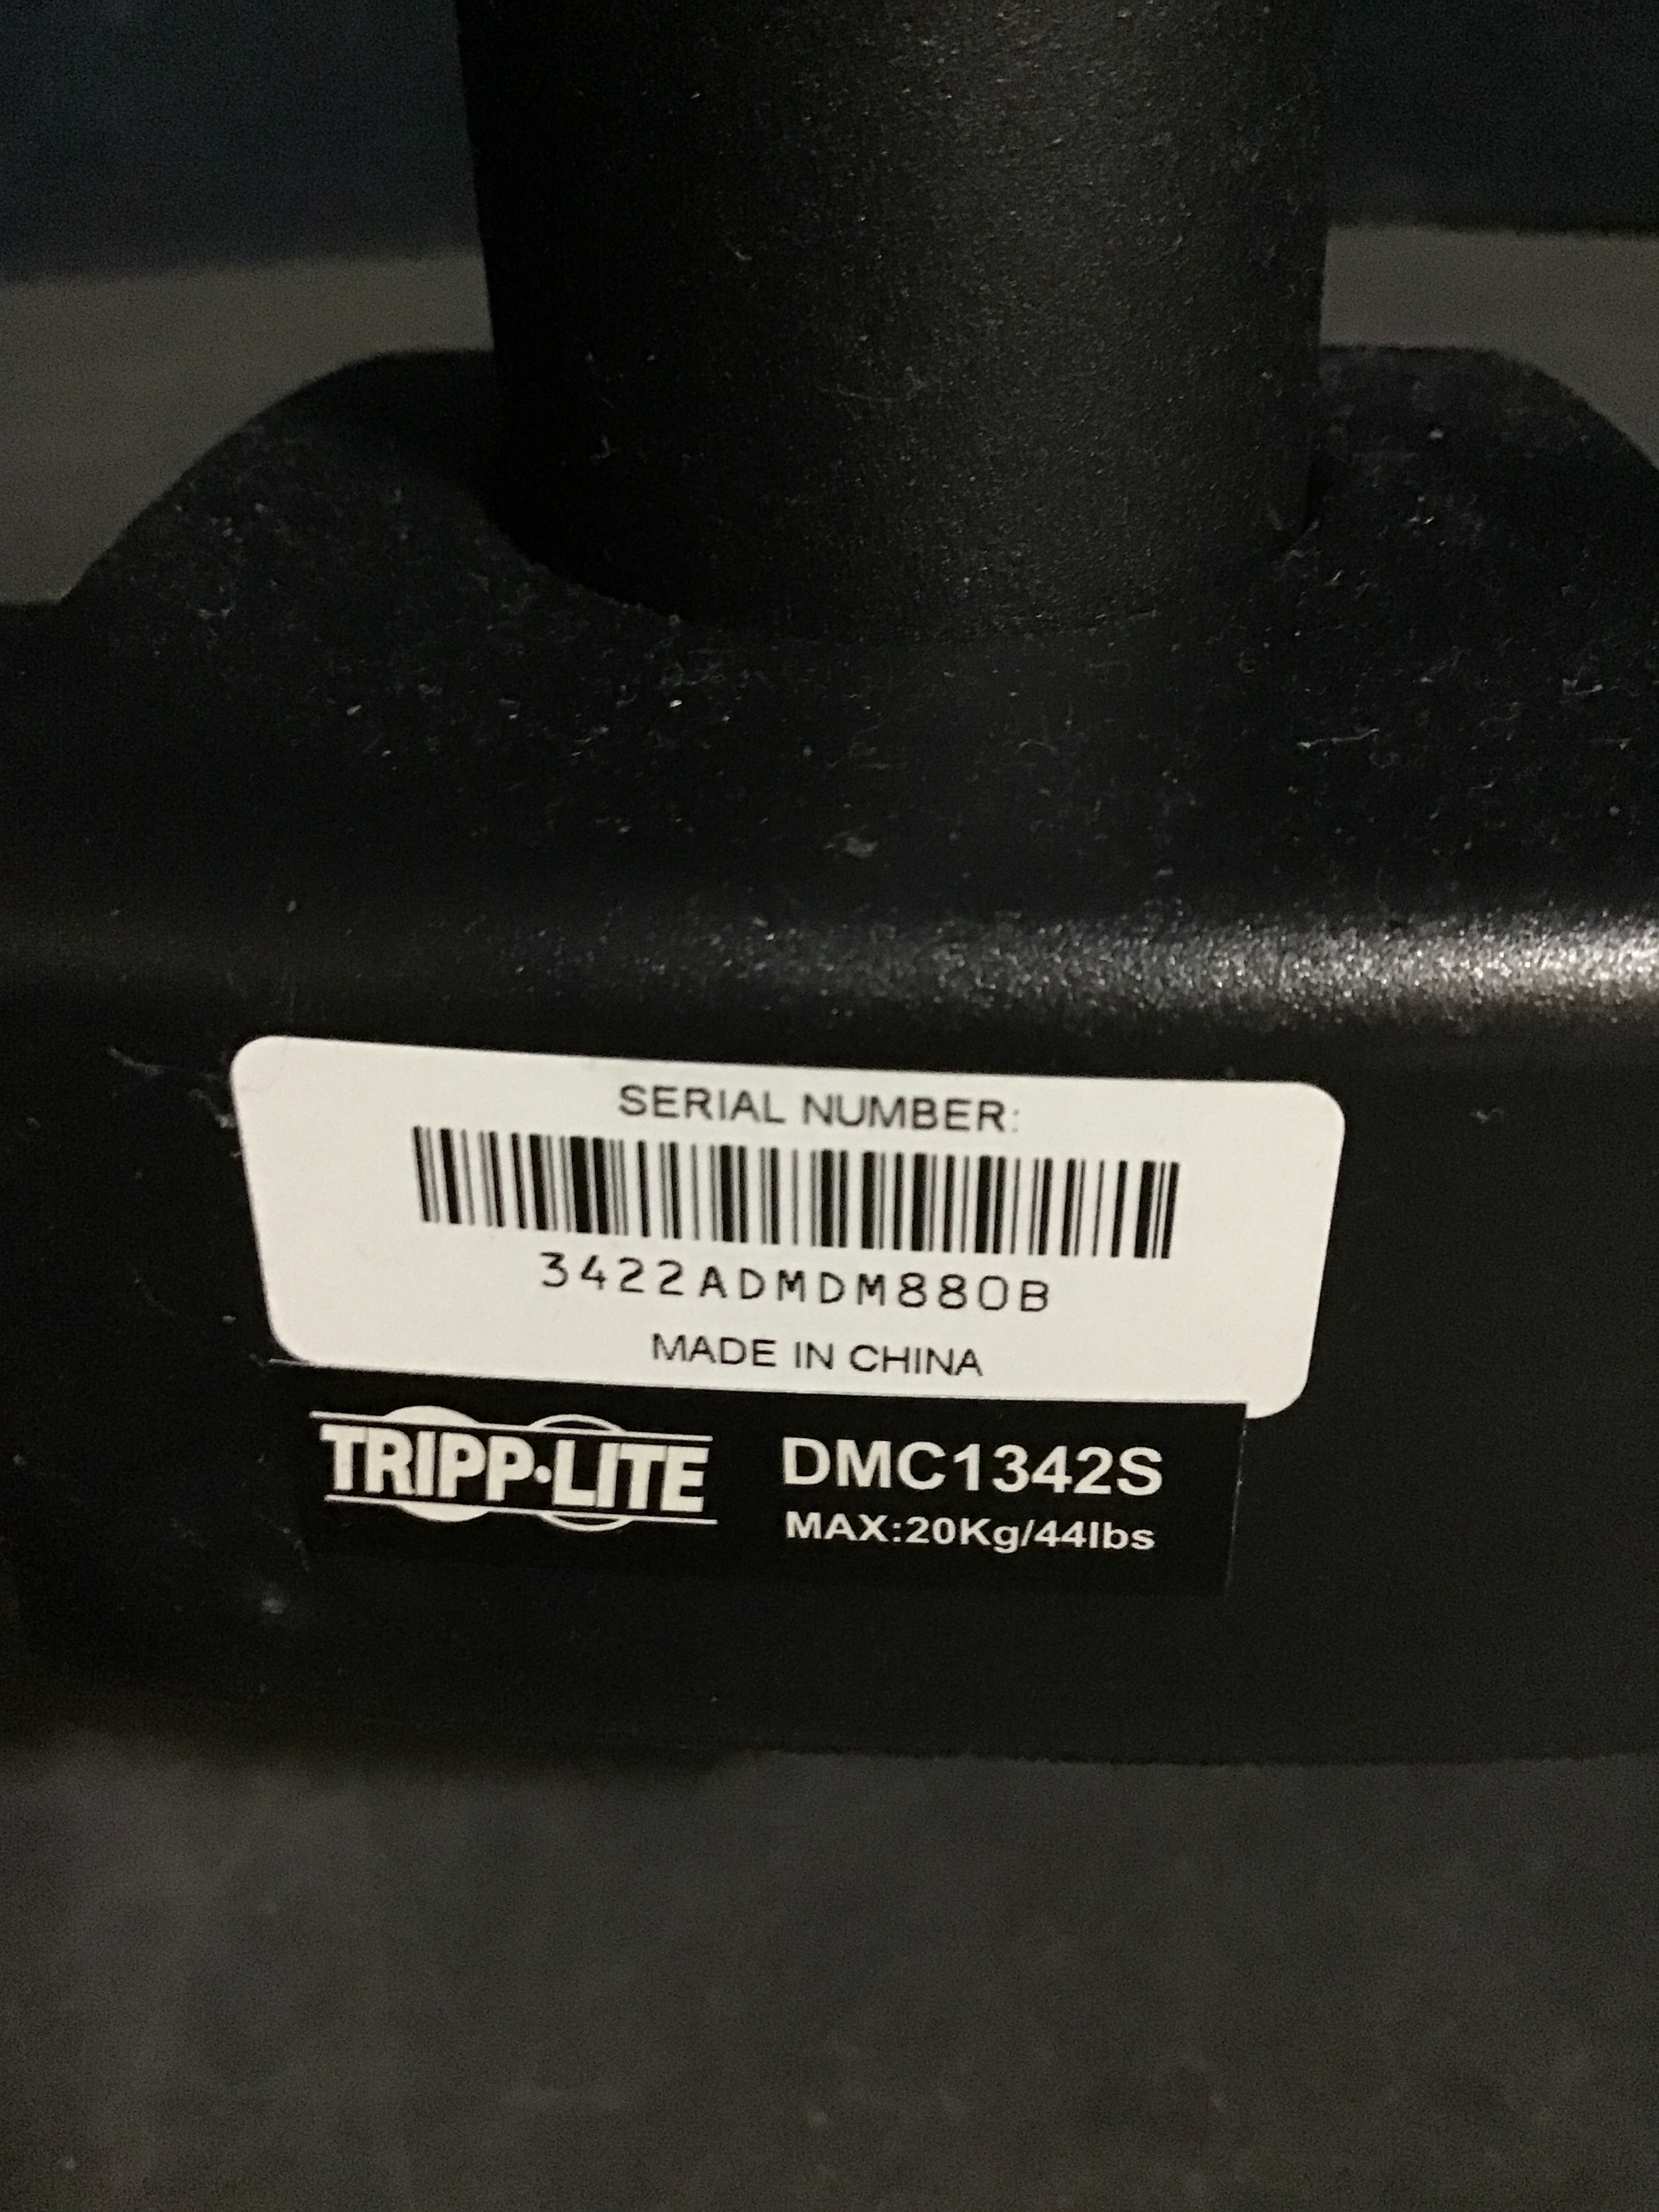 SERIAL NUMBER:
3422ADMDM880B
MADE IN CHINA
TRIPP·LITE
DMC1342S
MAX:20Kg/44lbs